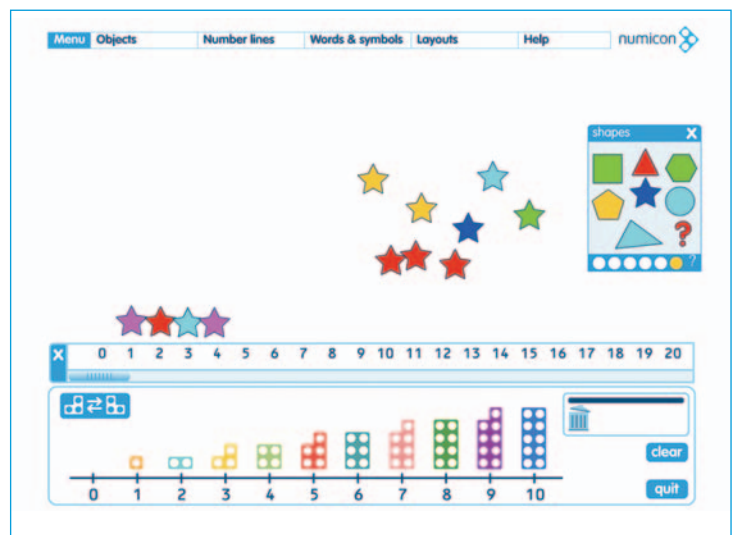 Menu Objects Number lines Words & symbols Layouts Help numicon
shapes X
?
?
X 0 1 2 3 4 5 6 7 8 9 10 11 12 13 14 15 16 17 18 19 20
clear
0 1 2 3 4 5 6 7 8 9 10
quit